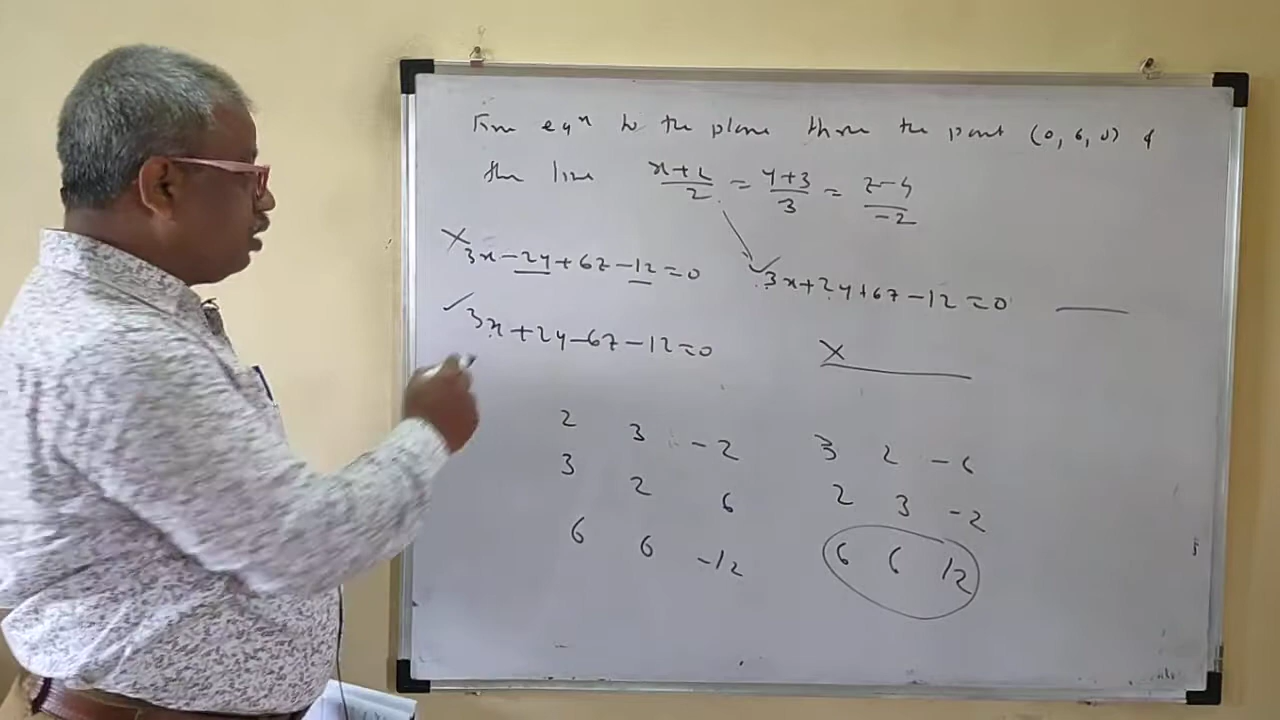 eqⁿ to the plane thro the point (0, 6, 0) &
the line x+2/2 = y+3/3 = z-4/-2
× 3x-2y+6z-12=0 ✓ 3x+2y+6z-12=0
✓ 3x+2y-6z-12=0 ×
2 3 -2 3 2 -6
3 2 6 2 3 -2
6 6 -12 6 6 12